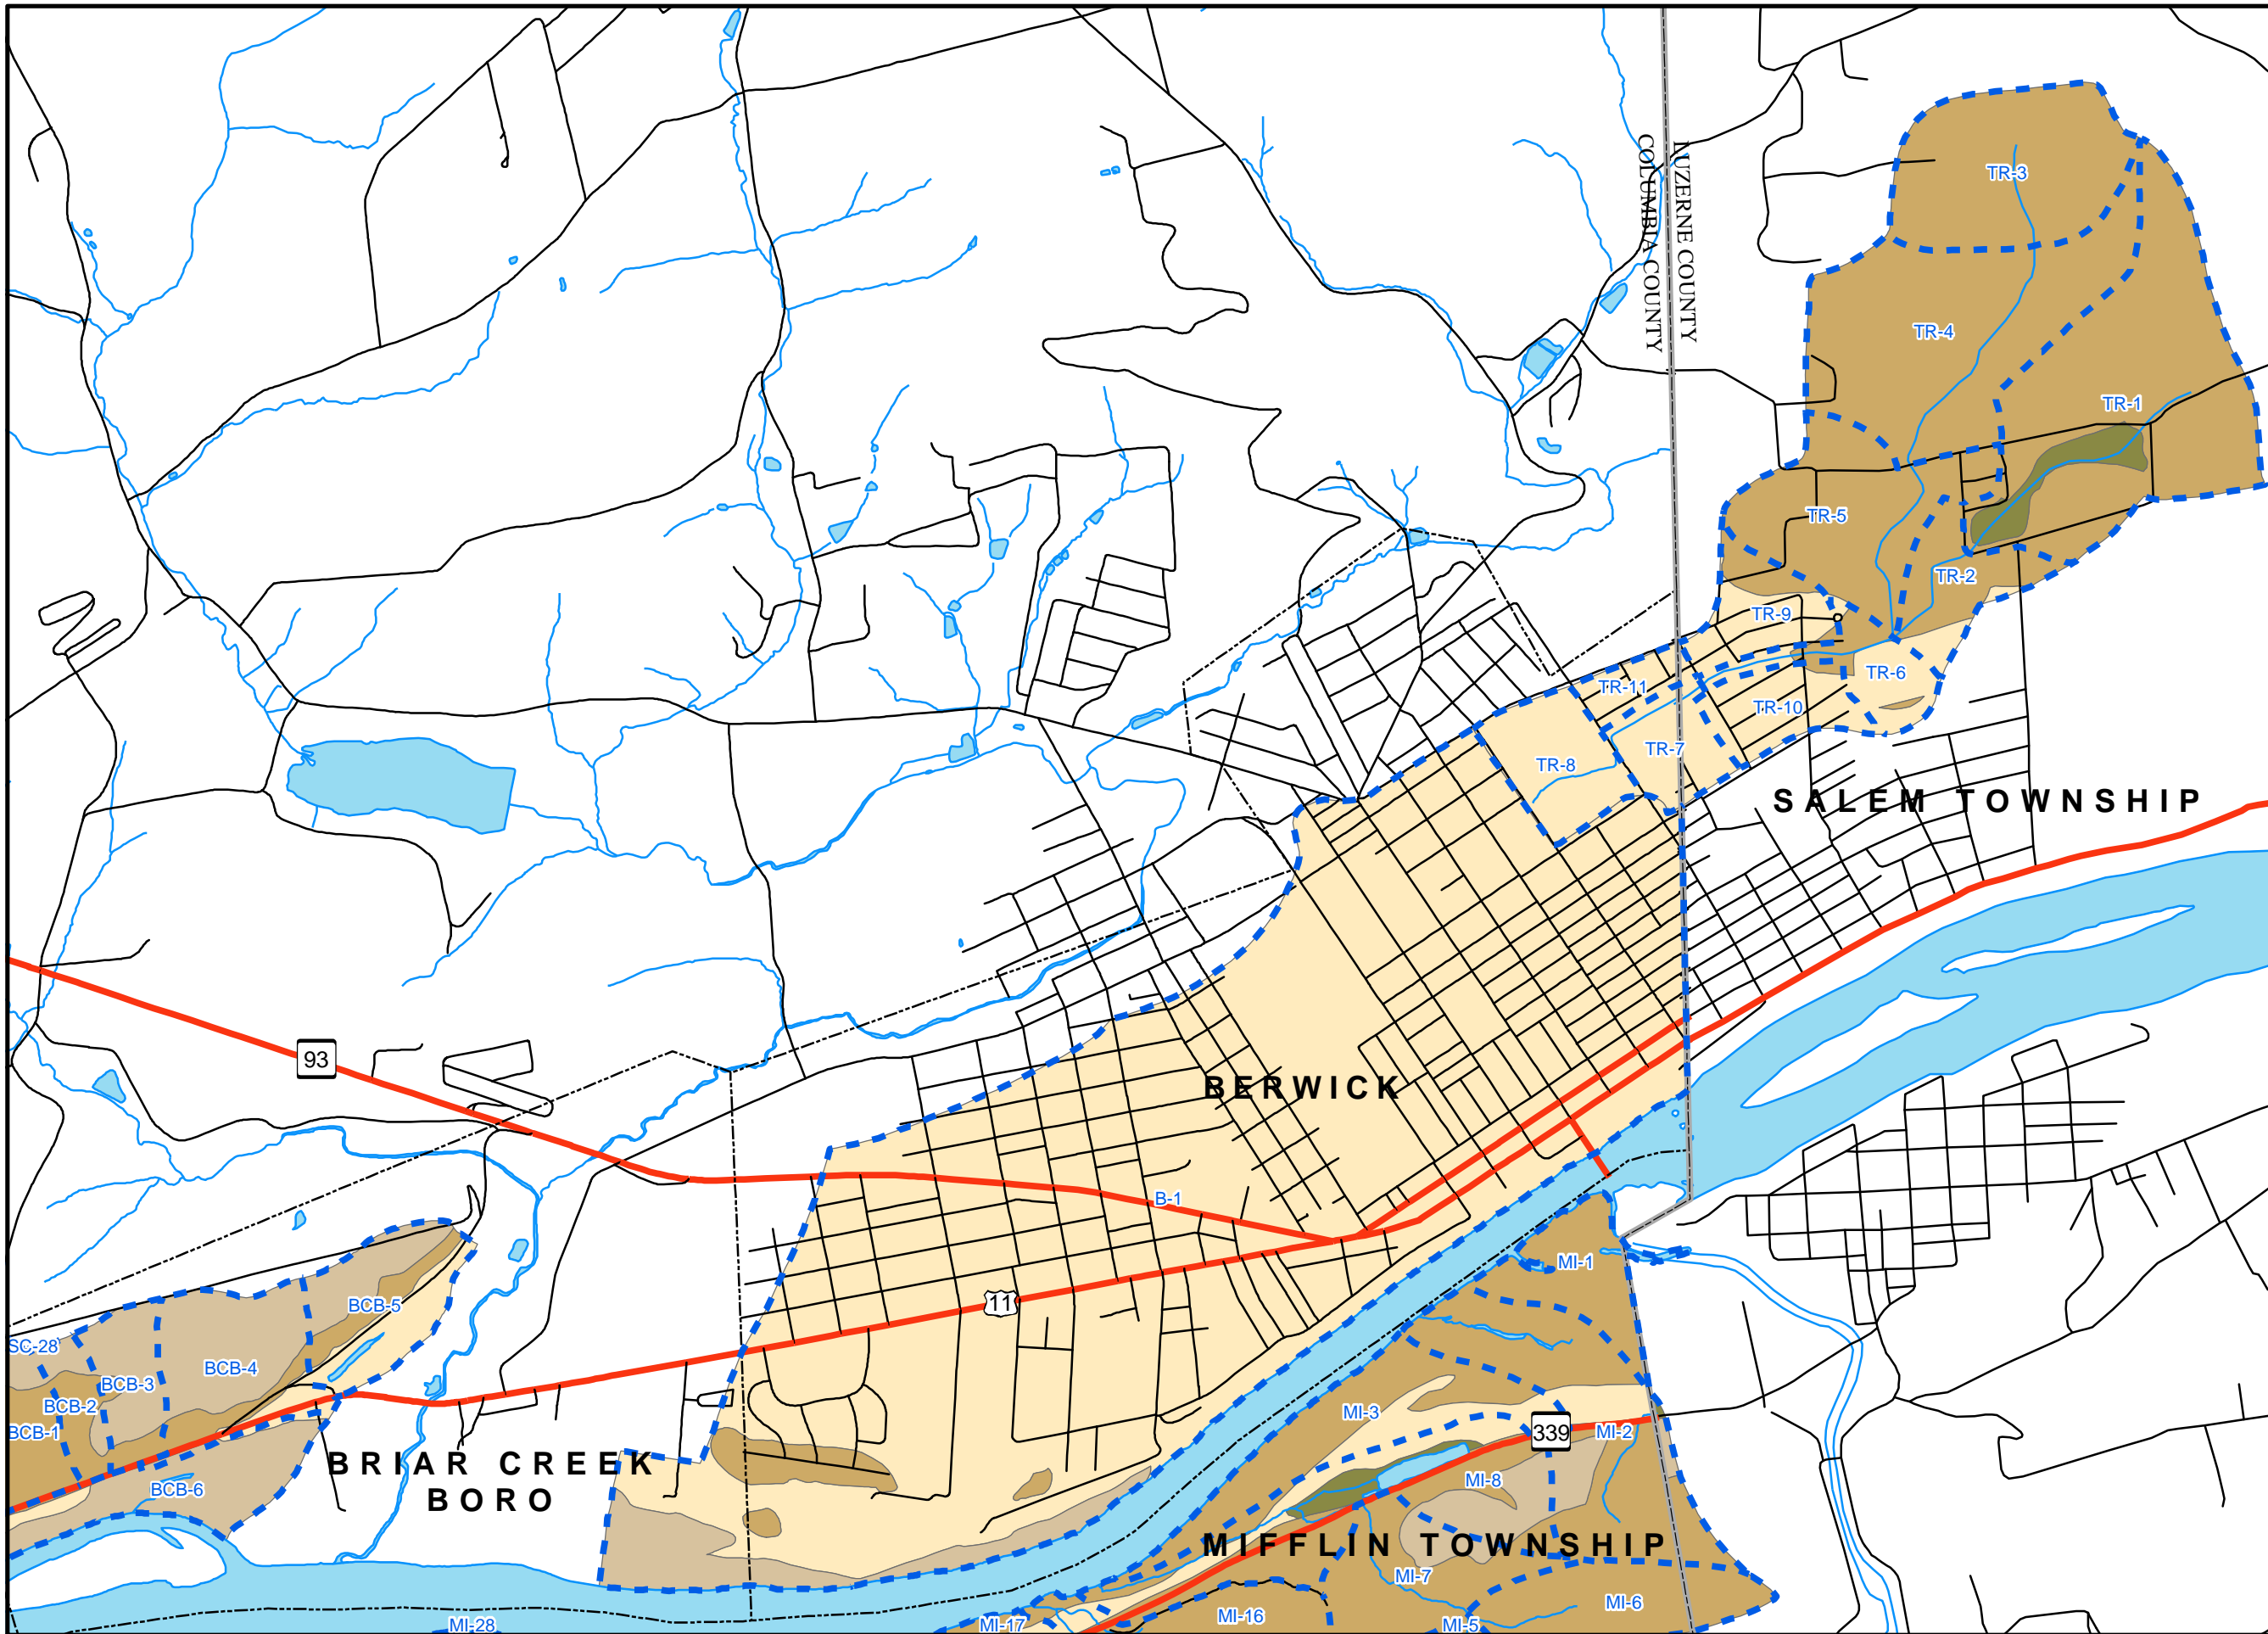 COLUMBIA COUNTY
LUZERNE COUNTY
TR-3
TR-4
TR-1
TR-5
TR-2
TR-9
TR-6
TR-11
TR-10
TR-7
TR-8
SALEM TOWNSHIP
93
BERWICK
B-1
MI-1
11
BCB-5
SC-28
BCB-4
BCB-3
BCB-2
BCB-1
MI-3
339
MI-2
BRIAR CREEK
BORO
BCB-6
MI-8
MIFFLIN TOWNSHIP
MI-7
MI-6
MI-16
MI-28
MI-17
MI-5